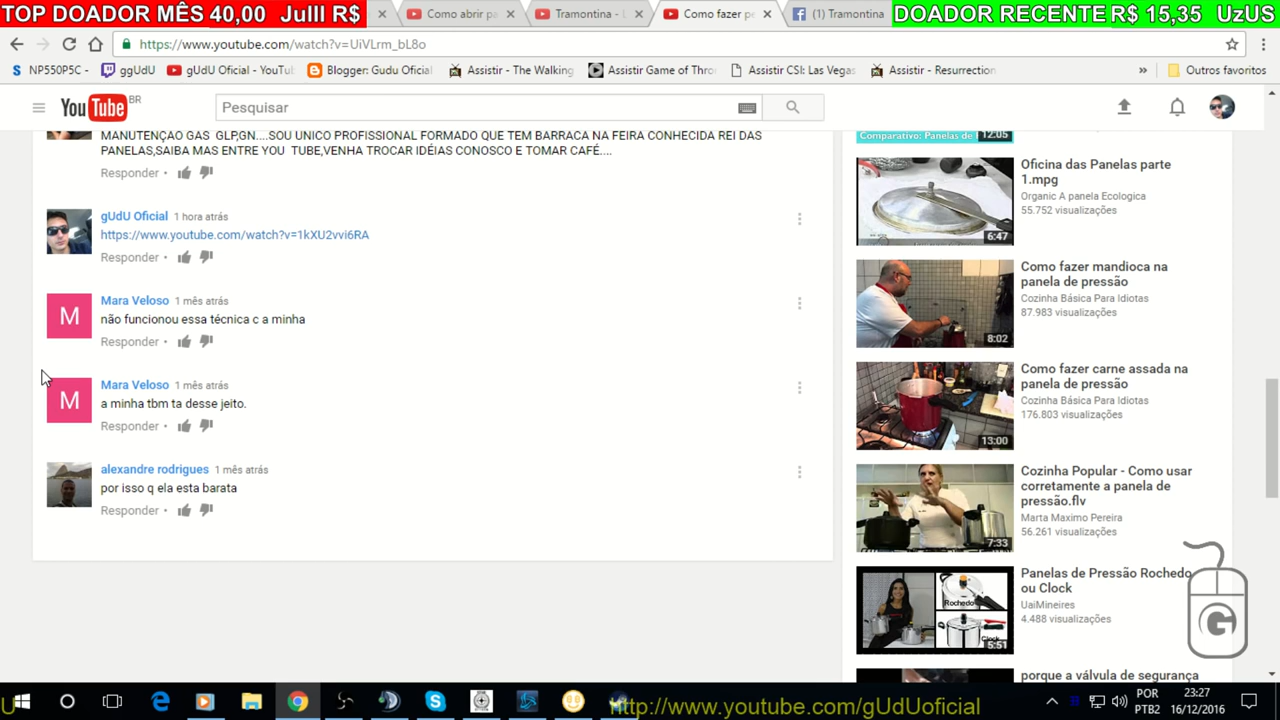 TOP DOADOR MÊS 40,00 Julll R$
Como abrir pa
Tramontina - L
Como fazer pe
(1) Tramontina
DOADOR RECENTE R$ 15,35 UzUS
https://www.youtube.com/watch?v=UiVLrm_bL8o
NP550P5C -
ggUdU
gUdU Oficial - YouTub
Blogger: Gudu Oficial
Assistir - The Walking
Assistir Game of Thro
Assistir CSI: Las Vegas
Assistir - Resurrection
»
Outros favoritos
YouTube BR
Pesquisar
MANUTENÇAO GAS GLP,GN....SOU UNICO PROFISSIONAL FORMADO QUE TEM BARRACA NA FEIRA CONHECIDA REI DAS
PANELAS,SAIBA MAS ENTRE YOU TUBE,VENHA TROCAR IDÉIAS CONOSCO E TOMAR CAFÉ....
Responder •
gUdU Oficial 1 hora atrás
https://www.youtube.com/watch?v=1kXU2vvi6RA
Responder •
M
Mara Veloso 1 mês atrás
não funcionou essa técnica c a minha
Responder •
M
Mara Veloso 1 mês atrás
a minha tbm ta desse jeito.
Responder •
alexandre rodrigues 1 mês atrás
por isso q ela esta barata
Responder •
Comparativo: Panelas de
12:05
Oficina das Panelas parte
1.mpg
Organic A panela Ecologica
55.752 visualizações
6:47
Como fazer mandioca na
panela de pressão
Cozinha Básica Para Idiotas
87.983 visualizações
8:02
Como fazer carne assada na
panela de pressão
Cozinha Básica Para Idiotas
176.803 visualizações
13:00
Cozinha Popular - Como usar
corretamente a panela de
pressão.flv
Marta Maximo Pereira
56.261 visualizações
7:33
Panelas de Pressão Rochedo
ou Clock
UaiMineires
4.488 visualizações
Rochedo
Clock
5:51
porque a válvula de segurança
G
U
http://www.youtube.com/gUdUoficial
POR
PTB2
23:27
16/12/2016